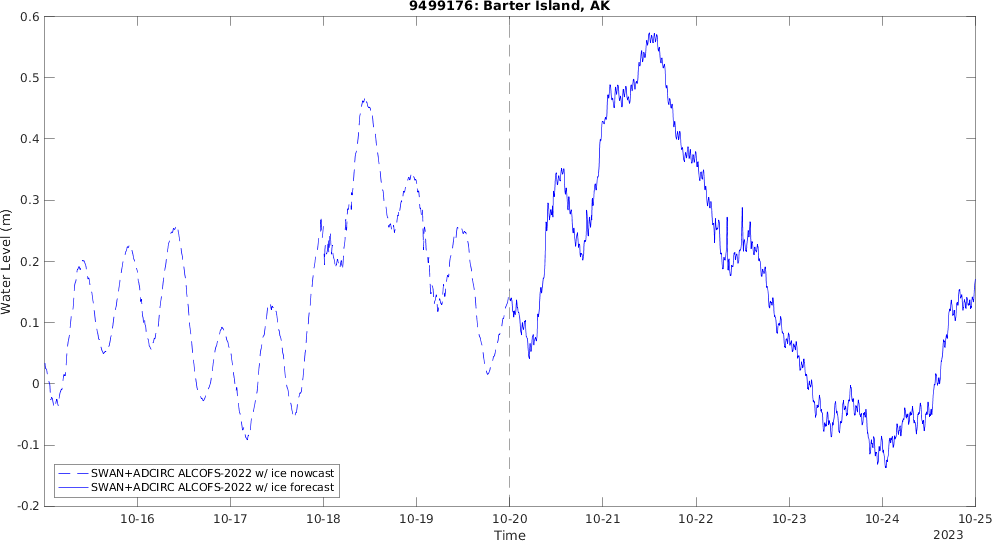 9499176: Barter Island, AK
0.6
0.5
0.4
0.3
0.2
0.1
0
-0.1
-0.2
Water Level (m)
SWAN+ADCIRC ALCOFS-2022 w/ ice nowcast
SWAN+ADCIRC ALCOFS-2022 w/ ice forecast
10-16 10-17 10-18 10-19 10-20 10-21 10-22 10-23 10-24 10-25
Time
2023